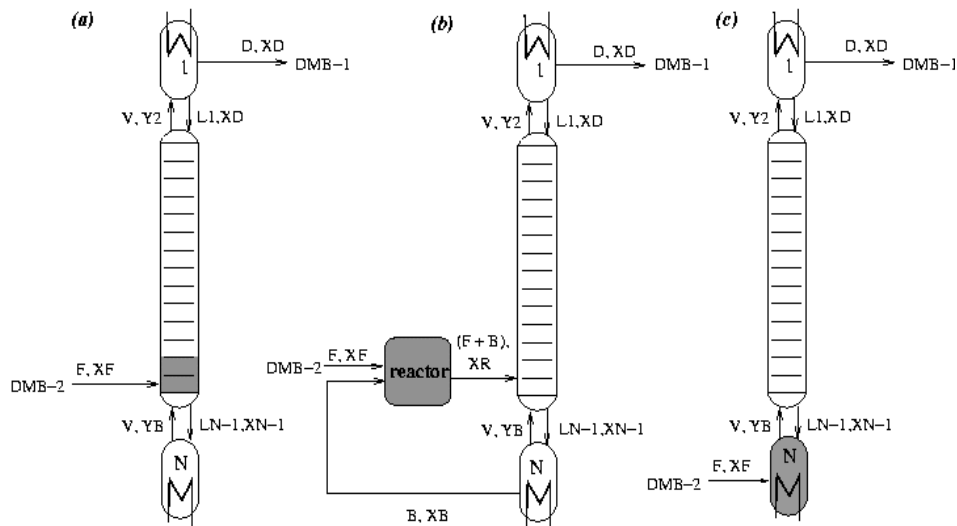 (a)
D, XD
DMB-1
1
V, Y2
L1,XD
F, XF
DMB-2
V, YB
LN-1,XN-1
N
(b)
D, XD
DMB-1
1
V, Y2
L1,XD
(F+B),
XR
F, XF
DMB-2
reactor
V, YB
LN-1,XN-1
N
B, XB
(c)
D, XD
DMB-1
1
V, Y2
L1,XD
V, YB
LN-1,XN-1
N
F, XF
DMB-2